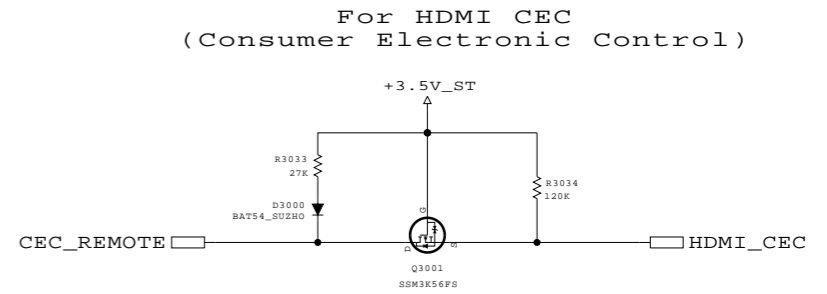 For HDMI CEC
(Consumer Electronic Control)
+3.5V_ST
R3033
27K
R3034
120K
D3000
BAT54_SUZHO
G
CEC_REMOTE
D
S
HDMI_CEC
Q3001
SSM3K56FS